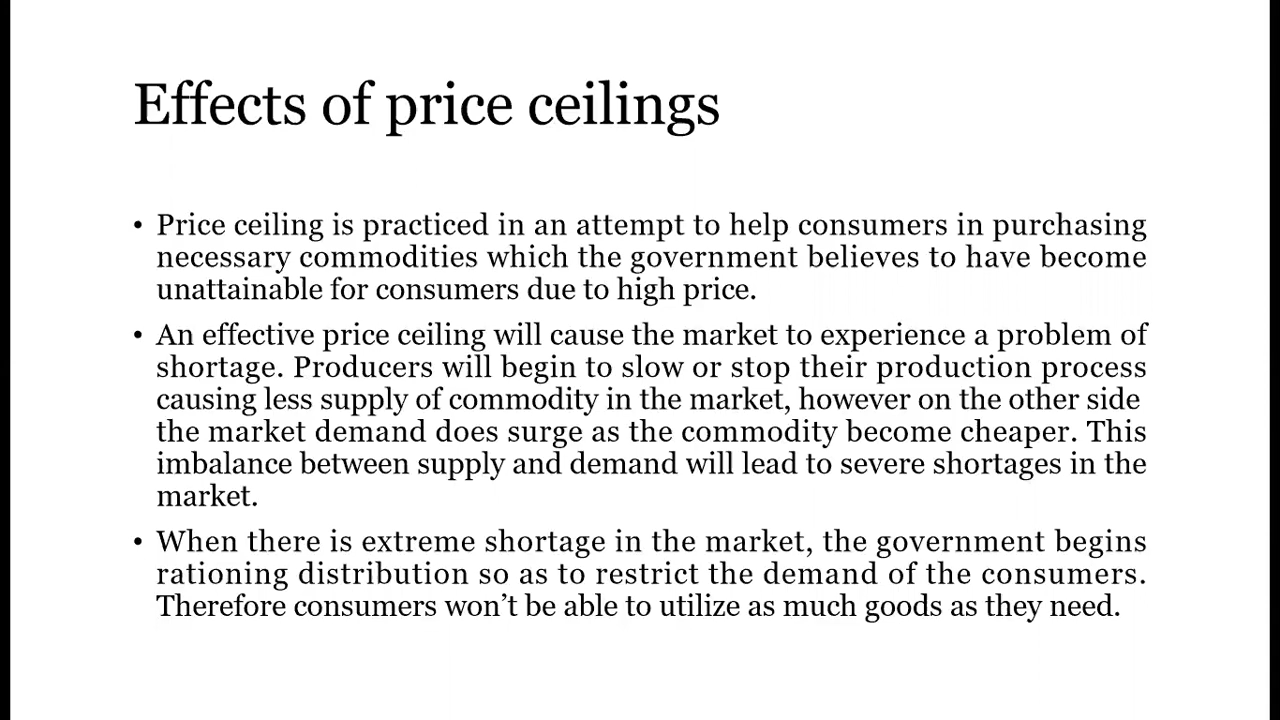 Effects of price ceilings
• Price ceiling is practiced in an attempt to help consumers in purchasing
necessary commodities which the government believes to have become
unattainable for consumers due to high price.
• An effective price ceiling will cause the market to experience a problem of
shortage. Producers will begin to slow or stop their production process
causing less supply of commodity in the market, however on the other side
the market demand does surge as the commodity become cheaper. This
imbalance between supply and demand will lead to severe shortages in the
market.
• When there is extreme shortage in the market, the government begins
rationing distribution so as to restrict the demand of the consumers.
Therefore consumers won’t be able to utilize as much goods as they need.